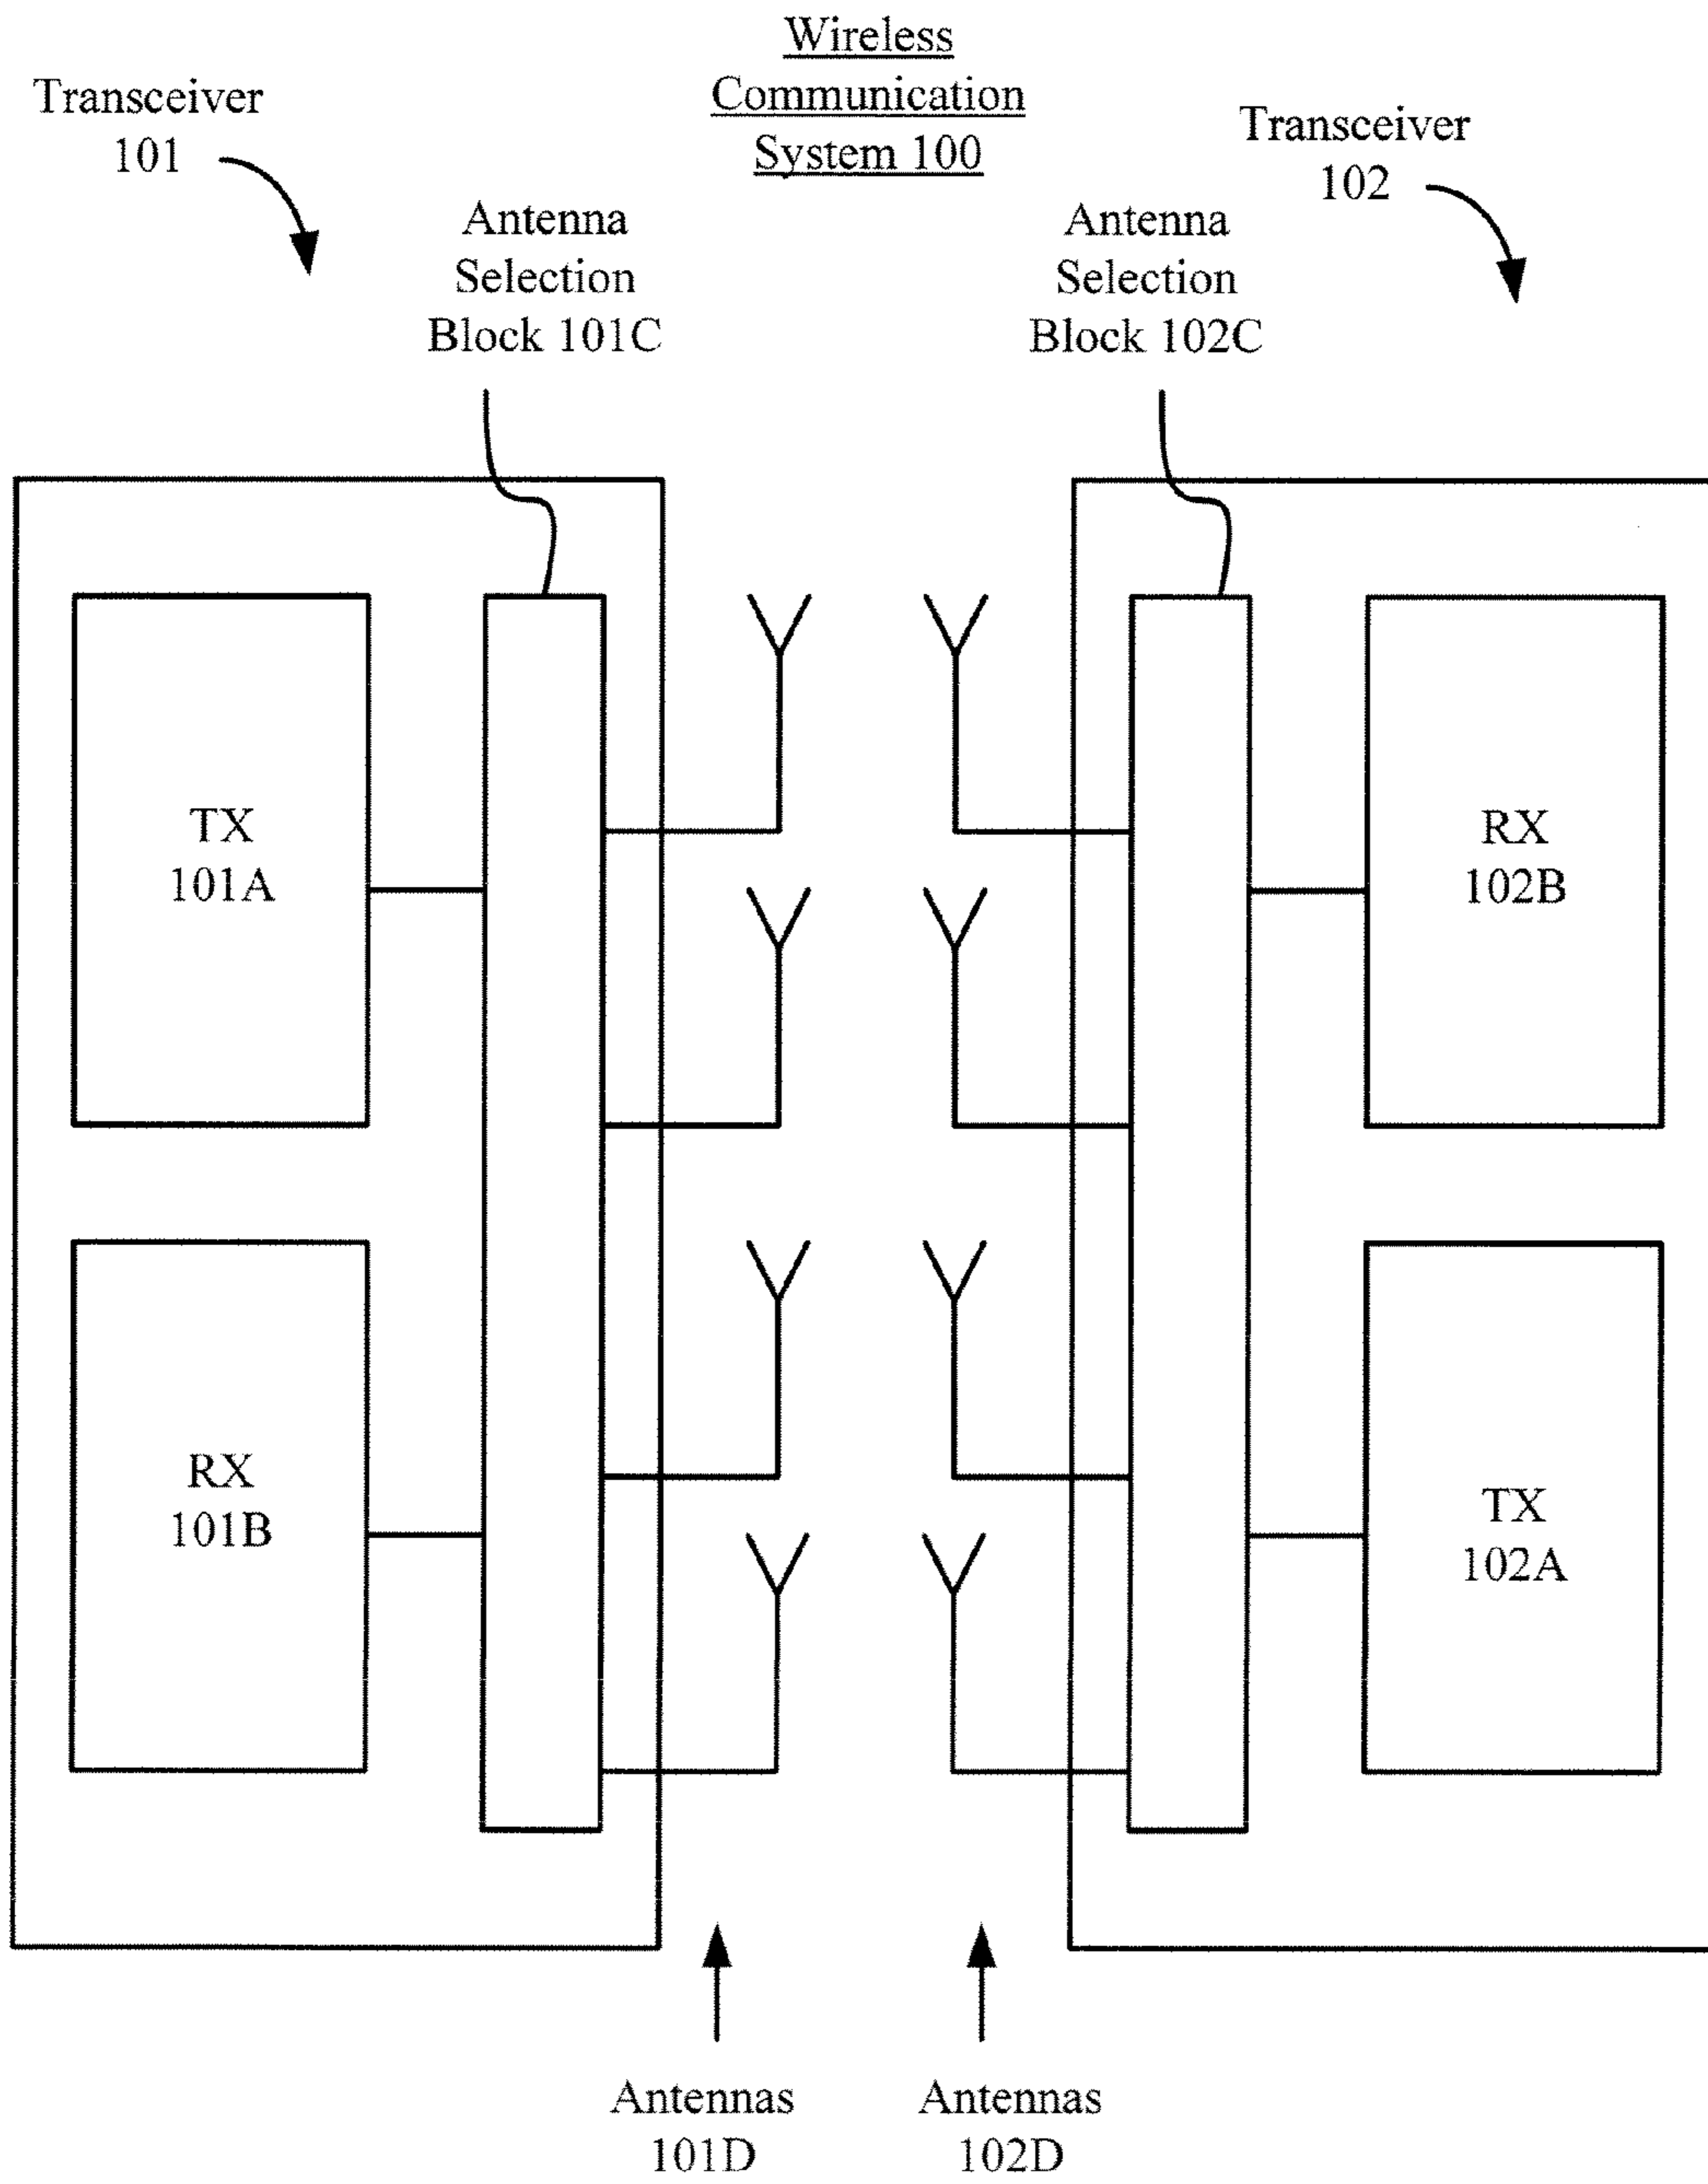 Wireless
Communication
System 100
Transceiver
101
Transceiver
102
Antenna
Selection
Block 101C
Antenna
Selection
Block 102C
TX
101A
RX
102B
RX
101B
TX
102A
Antennas
101D
Antennas
102D